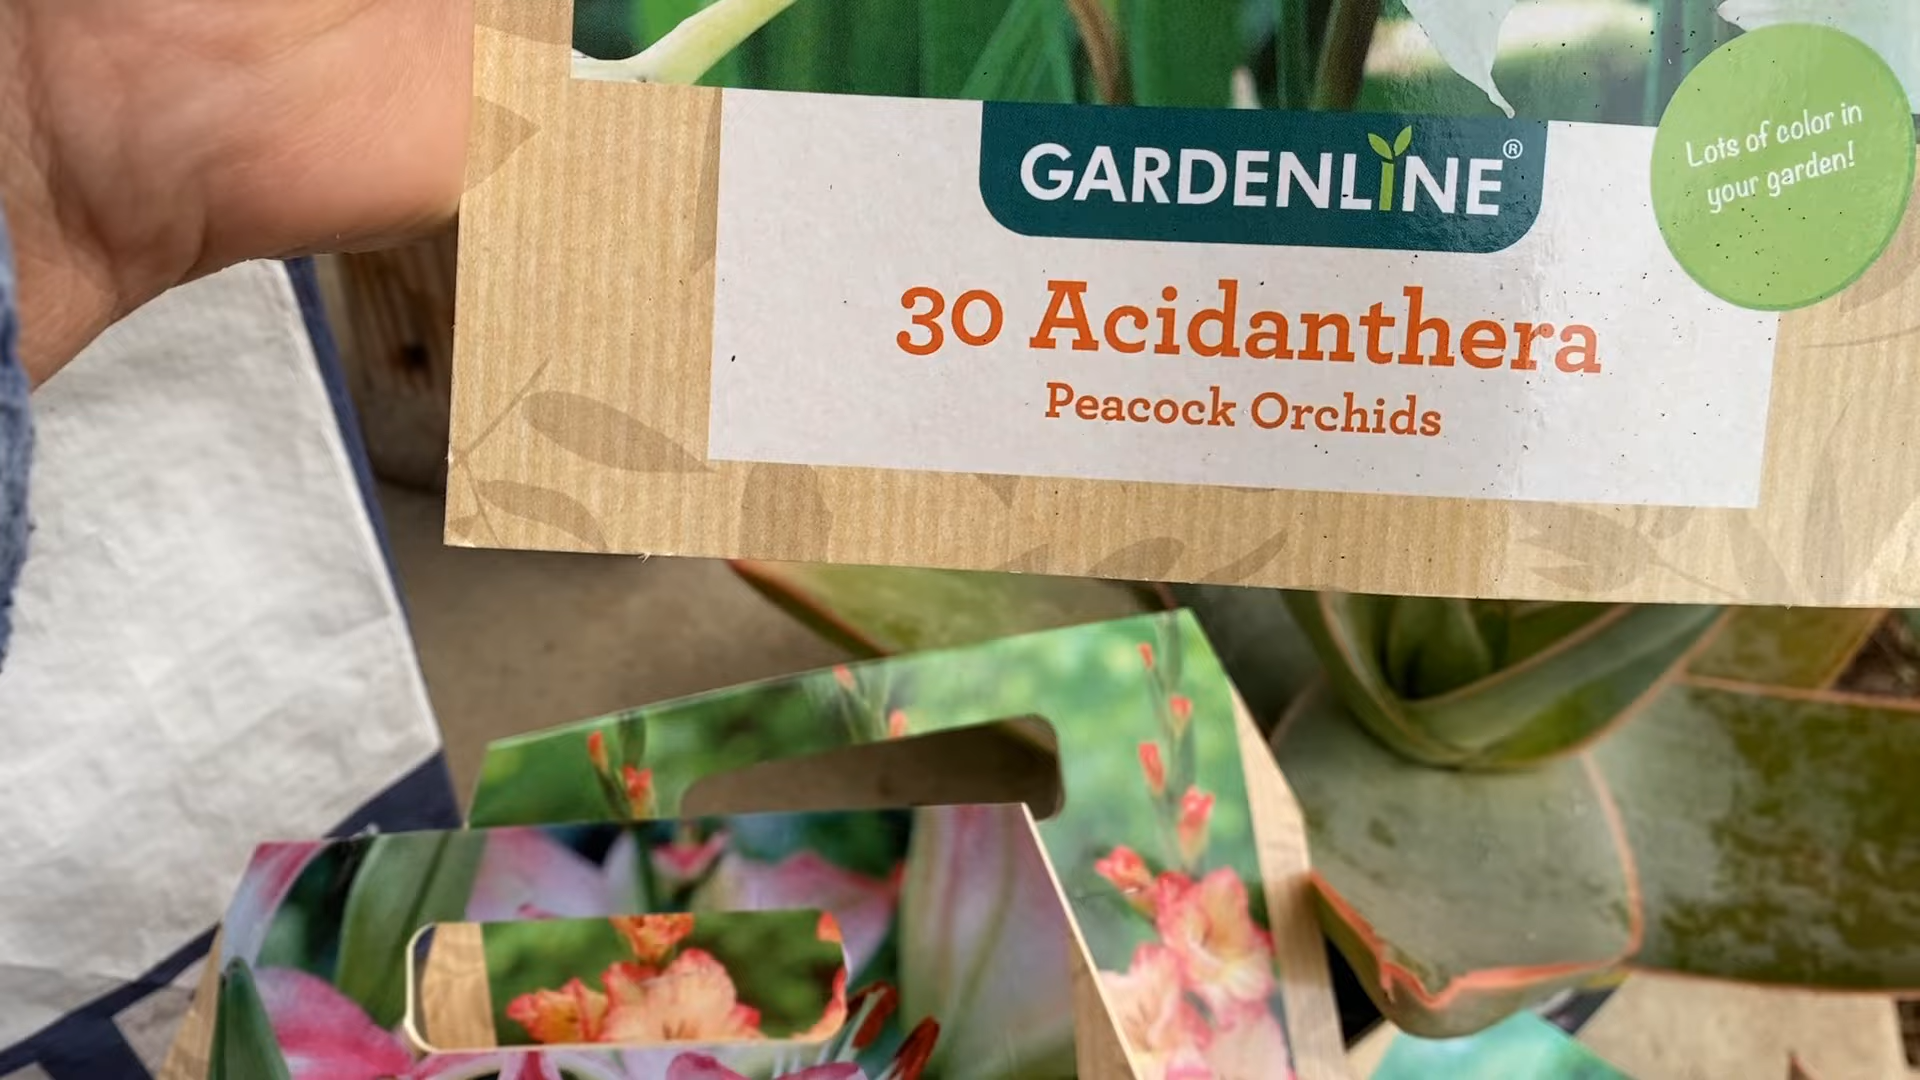 GARDENLINE®
Lots of color in
your garden!
30 Acidanthera
Peacock Orchids